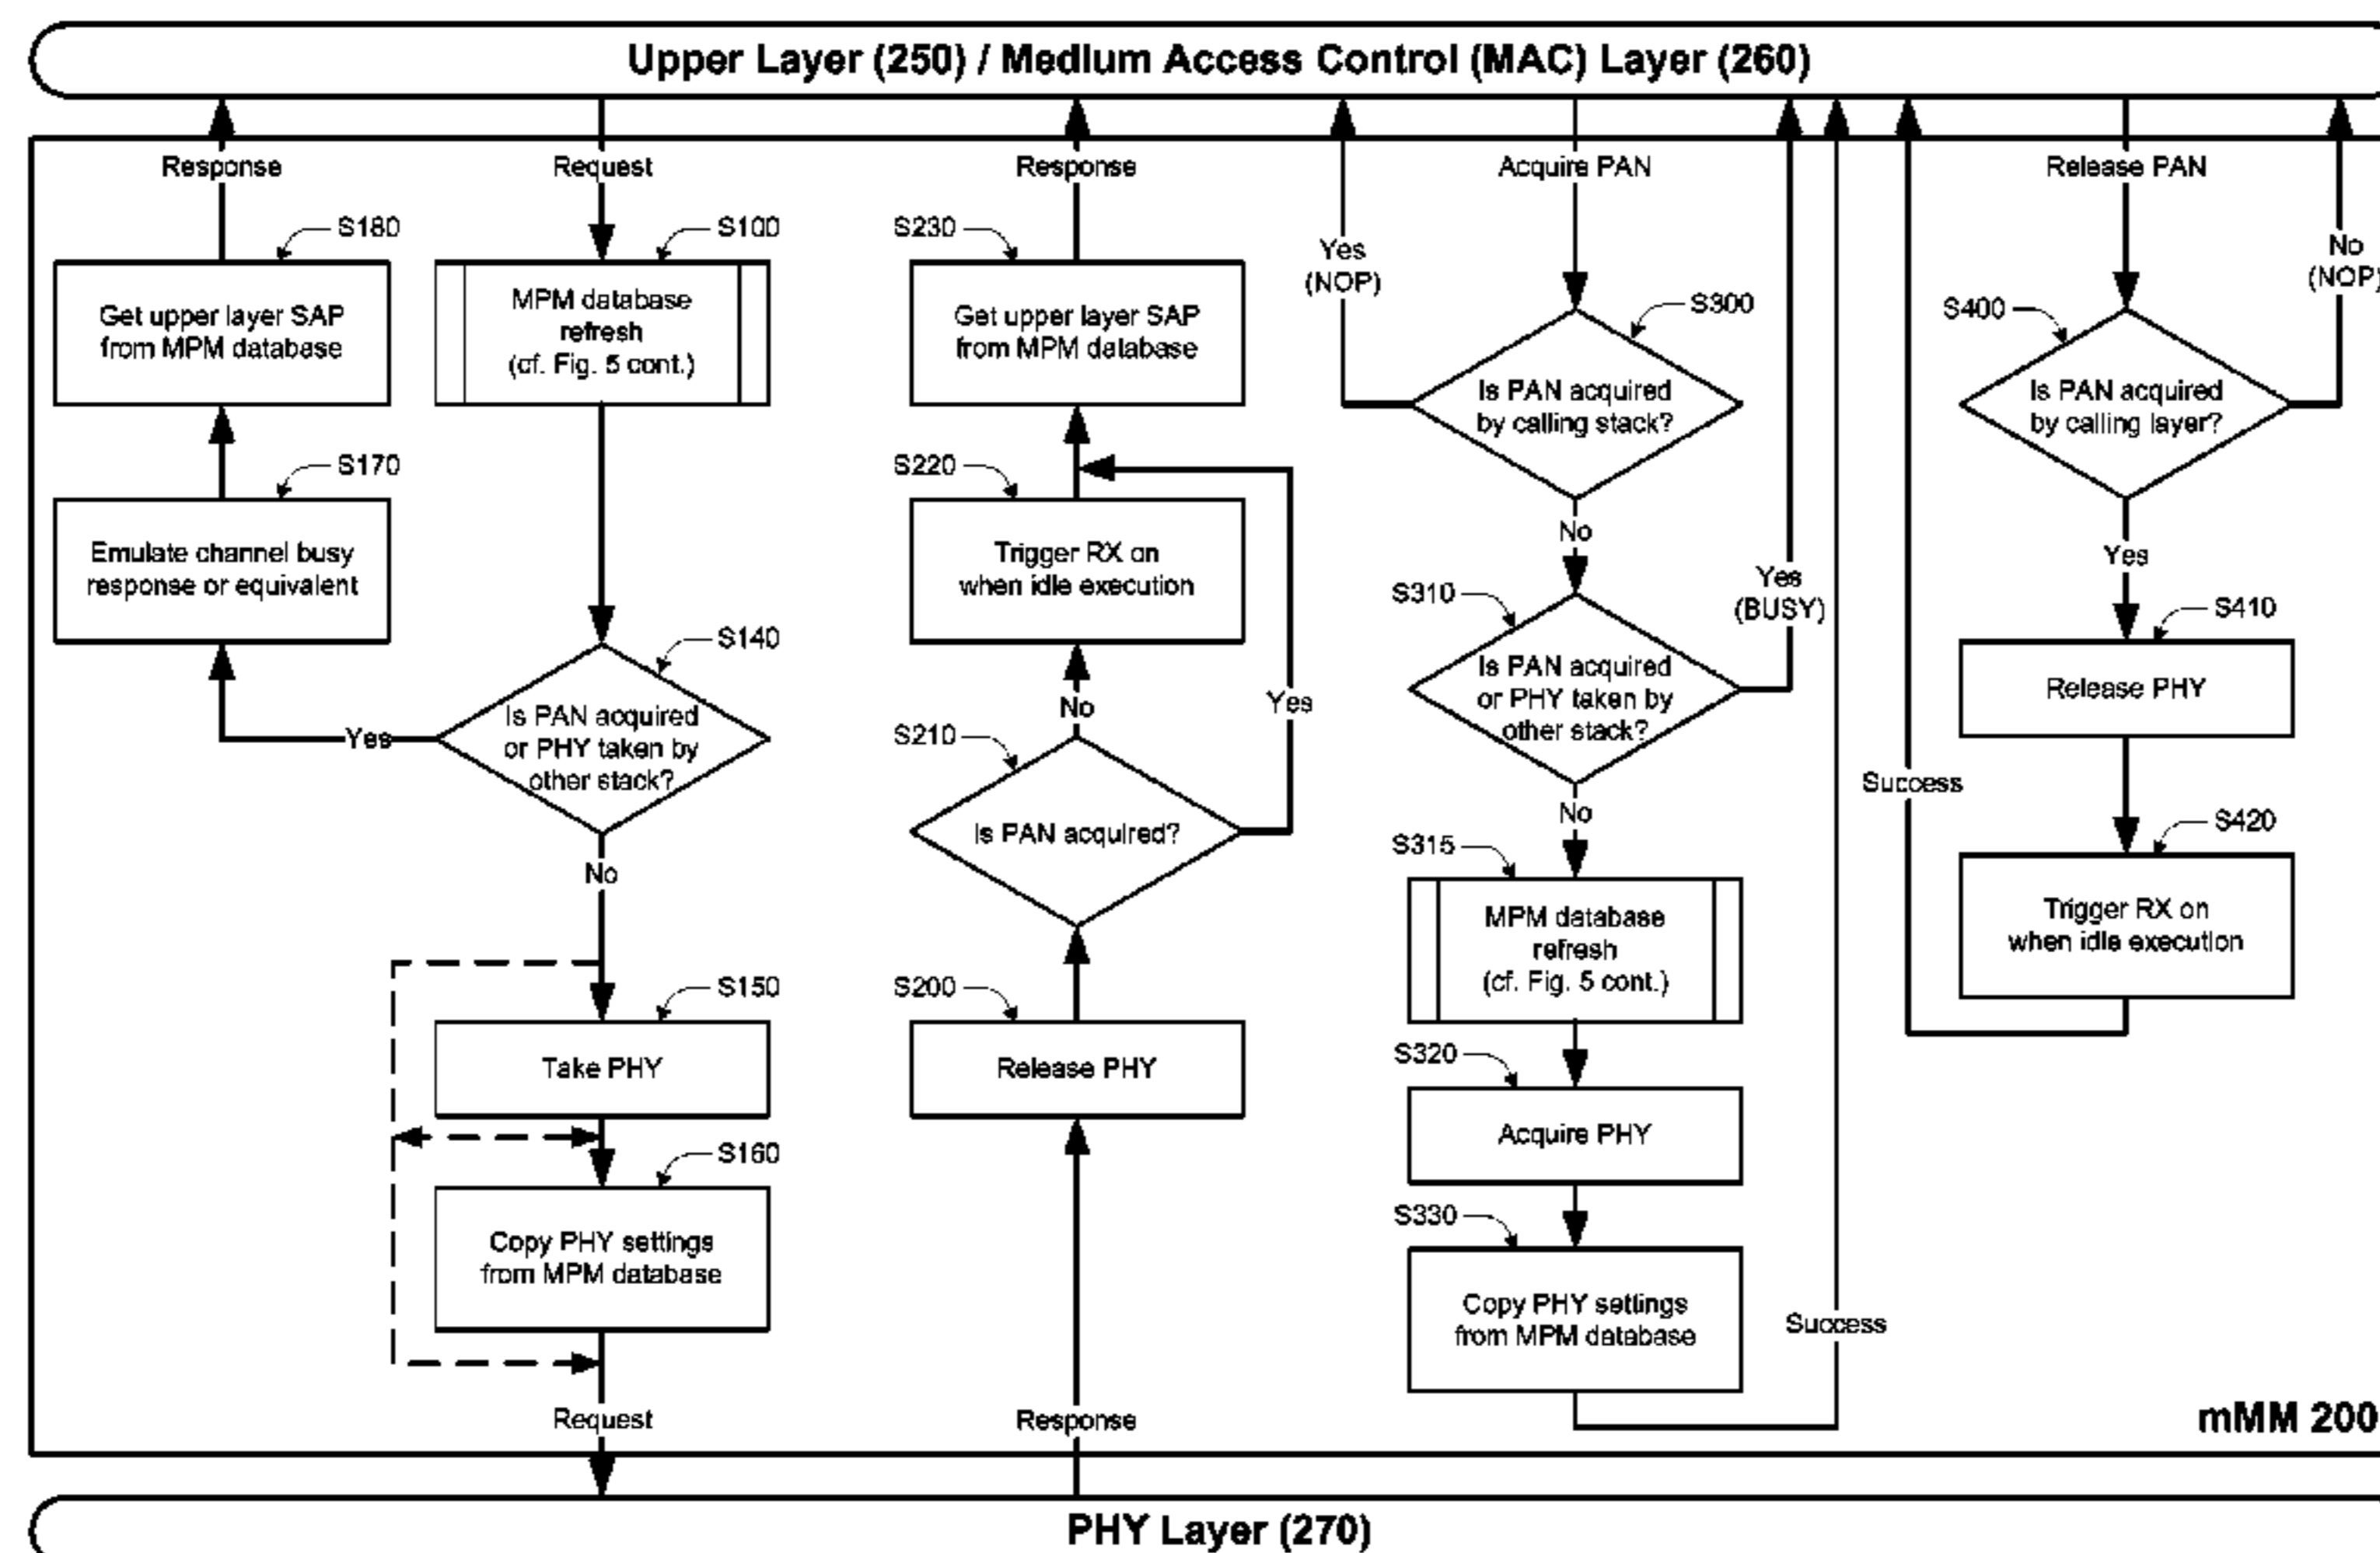 Upper Layer (250) / Medium Access Control (MAC) Layer (260)
Response
Request
Response
Acquire PAN
Release PAN
S180
Get upper layer SAP
from MPM database
S170
Emulate channel busy
response or equivalent
S100
MPM database
refresh
(cf. Fig. 5 cont.)
S140
Is PAN acquired
or PHY taken by
other stack?
Yes
No
S150
Take PHY
S160
Copy PHY settings
from MPM database
Request
S230
Get upper layer SAP
from MPM database
S220
Trigger RX on
when idle execution
No
Yes
S210
Is PAN acquired?
S200
Release PHY
Response
Yes
(NOP)
S300
Is PAN acquired
by calling stack?
No
S310
Is PAN acquired
or PHY taken by
other stack?
Yes
(BUSY)
No
S315
MPM database
refresh
(cf. Fig. 5 cont.)
S320
Acquire PHY
S330
Copy PHY settings
from MPM database
Success
S400
Is PAN acquired
by calling layer?
No
(NOP)
Yes
S410
Release PHY
S420
Trigger RX on
when idle execution
Success
mMM 200
PHY Layer (270)